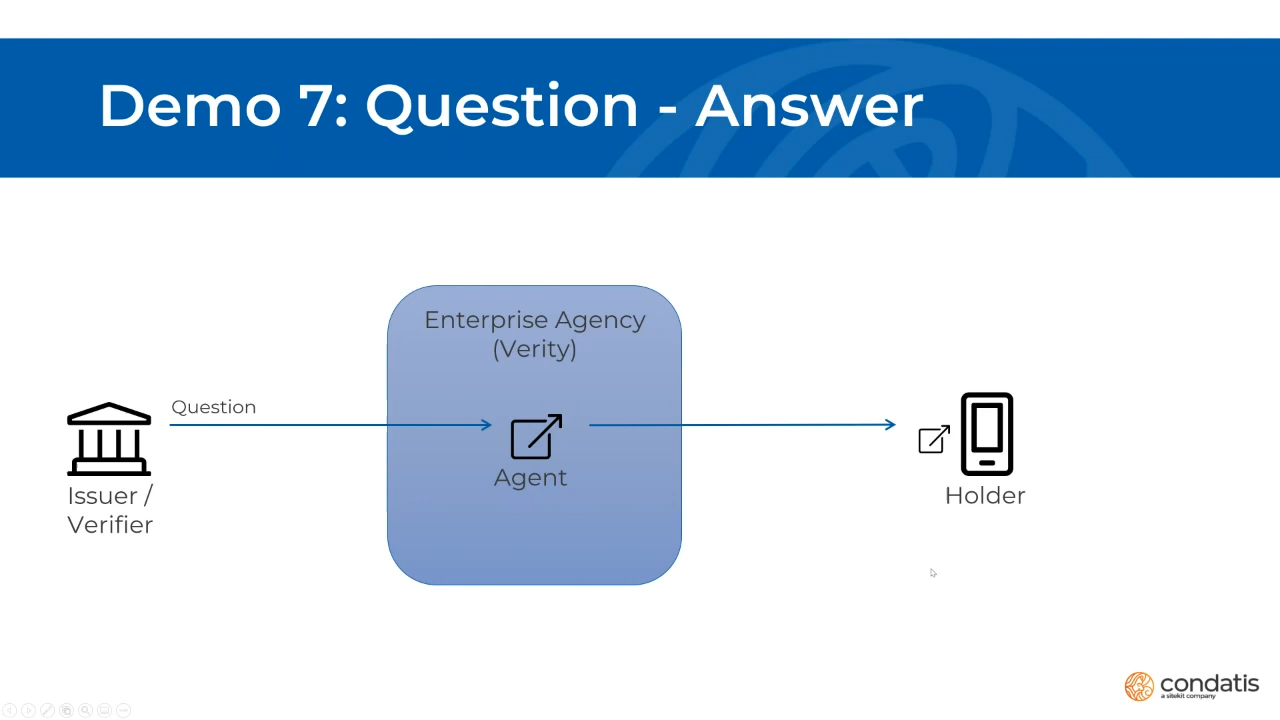 Demo 7: Question - Answer
Enterprise Agency
(Verity)
Question
Agent
Issuer /
Verifier
Holder
condatis
a sitekit company